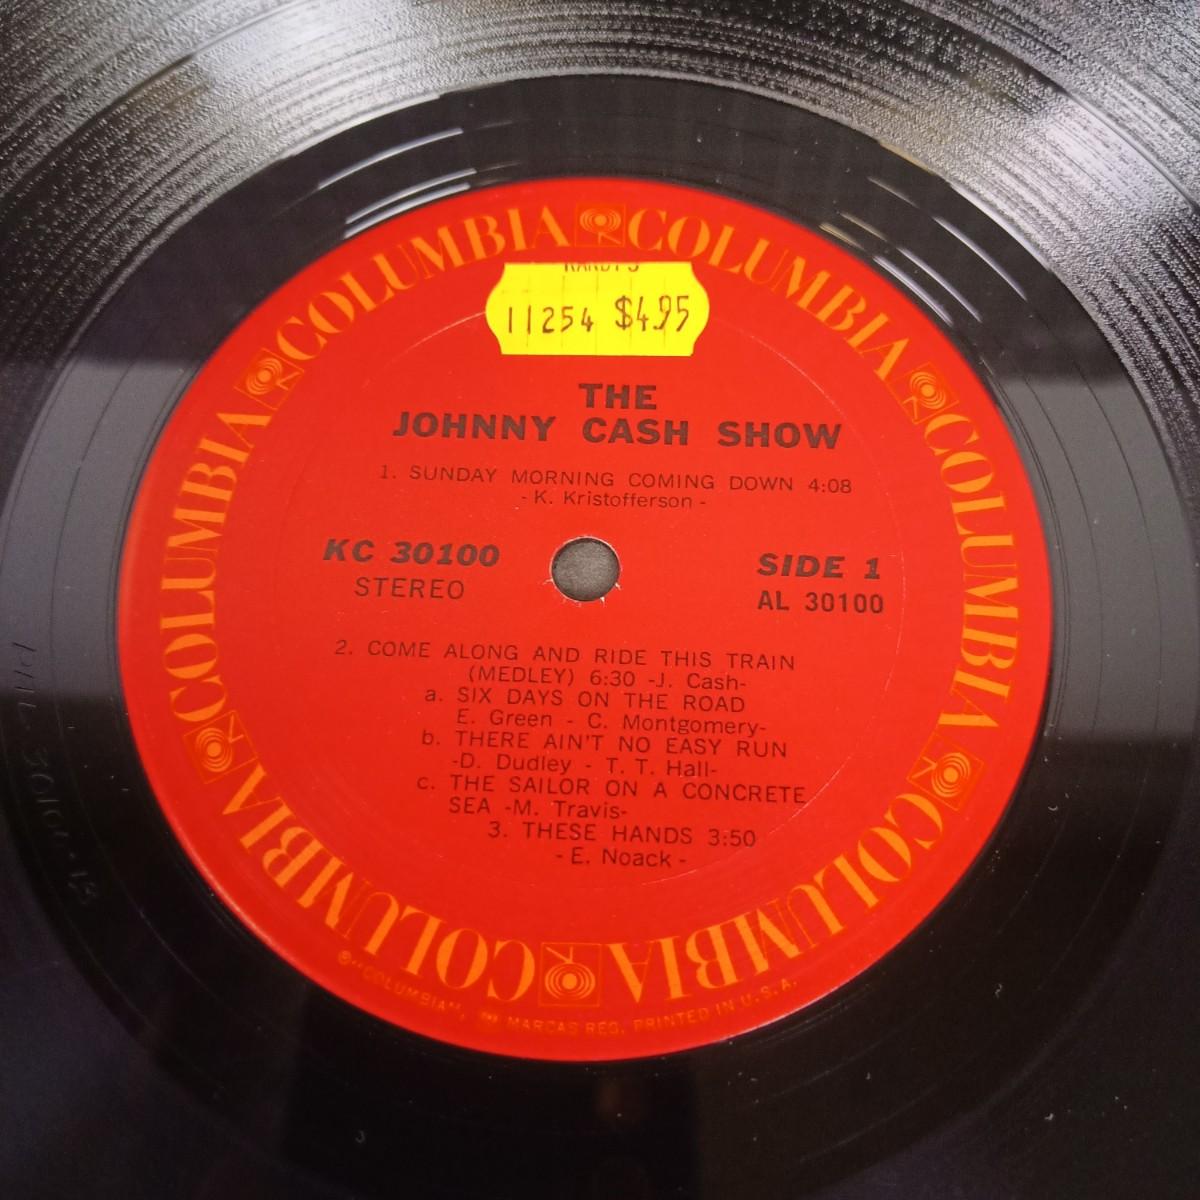 COLUMBIA COLUMBIA COLUMBIA COLUMBIA COLUMBIA COLUMBIA COLUMBIA COLUMBIA
RANDY'S
11254 $4.95
THE
JOHNNY CASH SHOW
1. SUNDAY MORNING COMING DOWN 4:08
- K. Kristofferson -
KC 30100
STEREO
SIDE 1
AL 30100
2. COME ALONG AND RIDE THIS TRAIN
(MEDLEY) 6:30 -J. Cash-
a. SIX DAYS ON THE ROAD
E. Green - C. Montgomery-
b. THERE AIN'T NO EASY RUN
-D. Dudley - T. T. Hall-
c. THE SAILOR ON A CONCRETE
SEA -M. Travis-
3. THESE HANDS 3:50
- E. Noack -
® "COLUMBIA", MARCAS REG. PRINTED IN U.S.A.